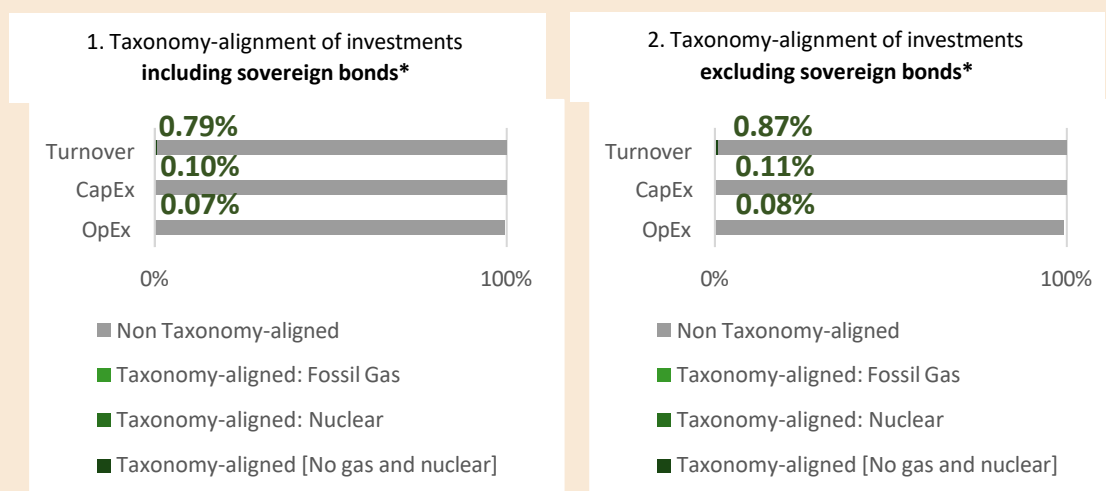 1. Taxonomy-alignment of investments
including sovereign bonds*
0.79%
Turnover
0.10%
CapEx
0.07%
OpEx
0% 100%
Non Taxonomy-aligned
Taxonomy-aligned: Fossil Gas
Taxonomy-aligned: Nuclear
Taxonomy-aligned [No gas and nuclear]
2. Taxonomy-alignment of investments
excluding sovereign bonds*
0.87%
Turnover
0.11%
CapEx
0.08%
OpEx
0% 100%
Non Taxonomy-aligned
Taxonomy-aligned: Fossil Gas
Taxonomy-aligned: Nuclear
Taxonomy-aligned [No gas and nuclear]